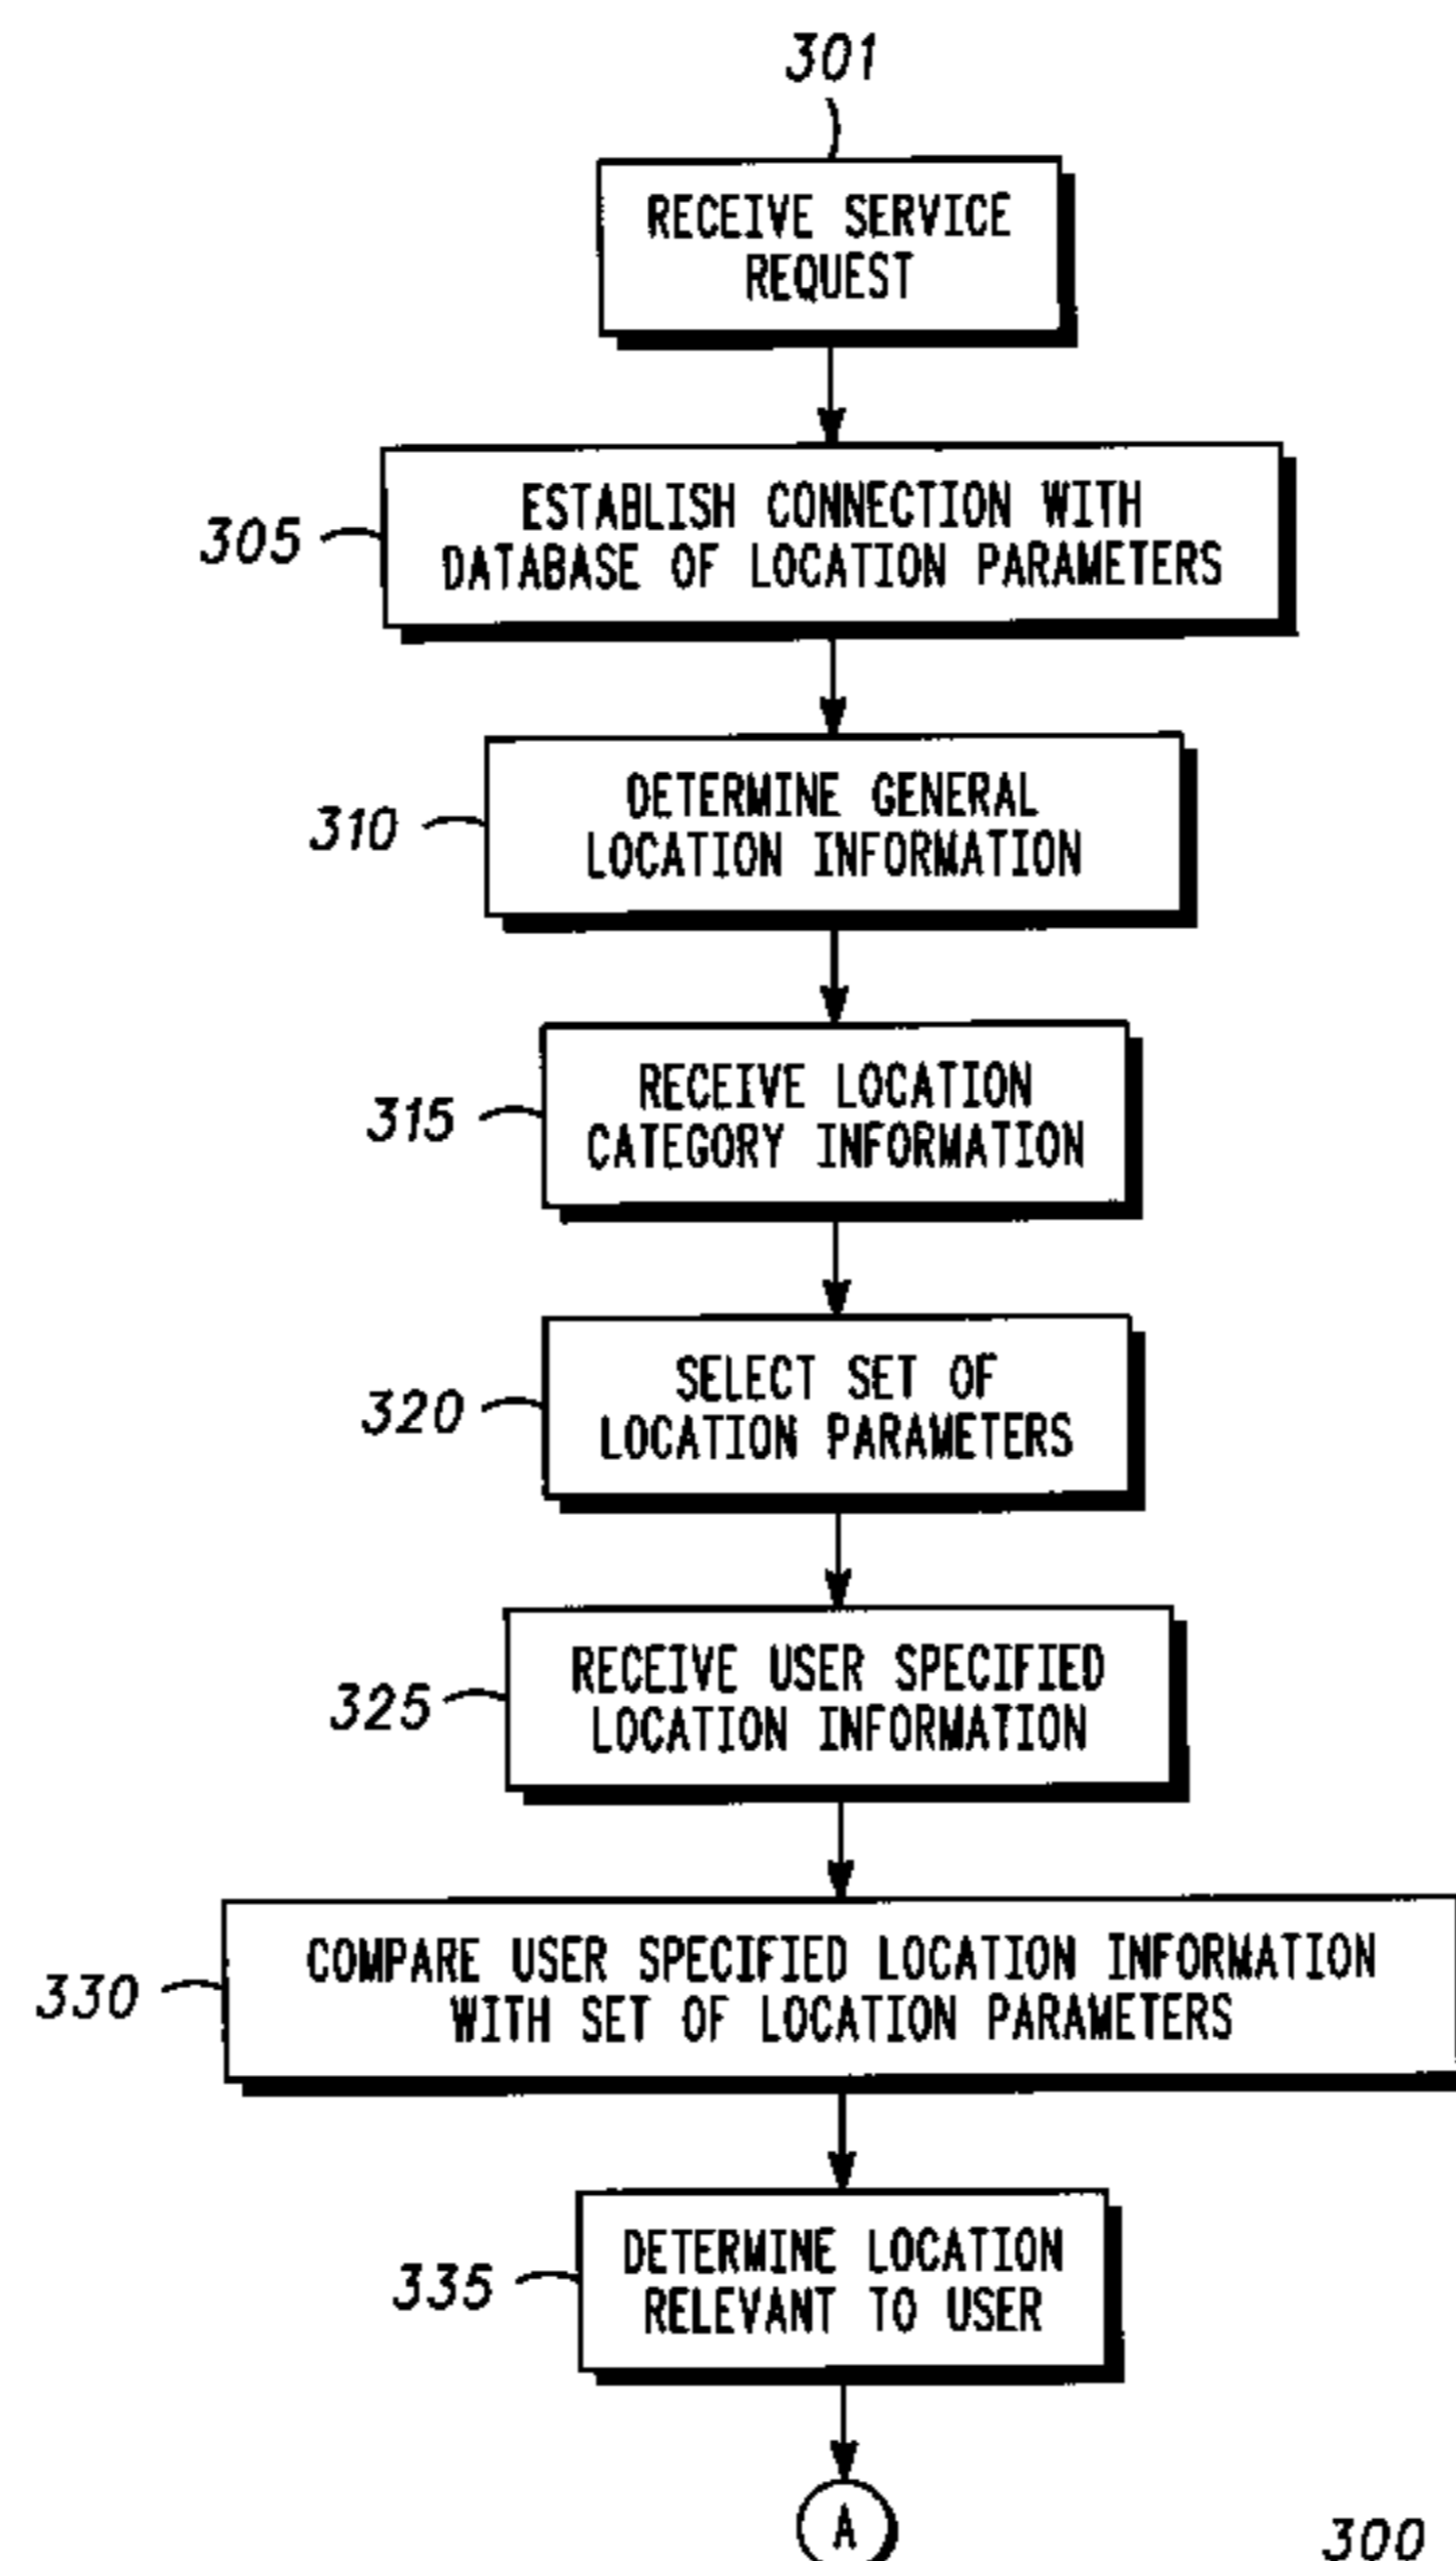 301
RECEIVE SERVICE
REQUEST
305
ESTABLISH CONNECTION WITH
DATABASE OF LOCATION PARAMETERS
310
DETERMINE GENERAL
LOCATION INFORMATION
315
RECEIVE LOCATION
CATEGORY INFORMATION
320
SELECT SET OF
LOCATION PARAMETERS
325
RECEIVE USER SPECIFIED
LOCATION INFORMATION
330
COMPARE USER SPECIFIED LOCATION INFORMATION
WITH SET OF LOCATION PARAMETERS
335
DETERMINE LOCATION
RELEVANT TO USER
A
300